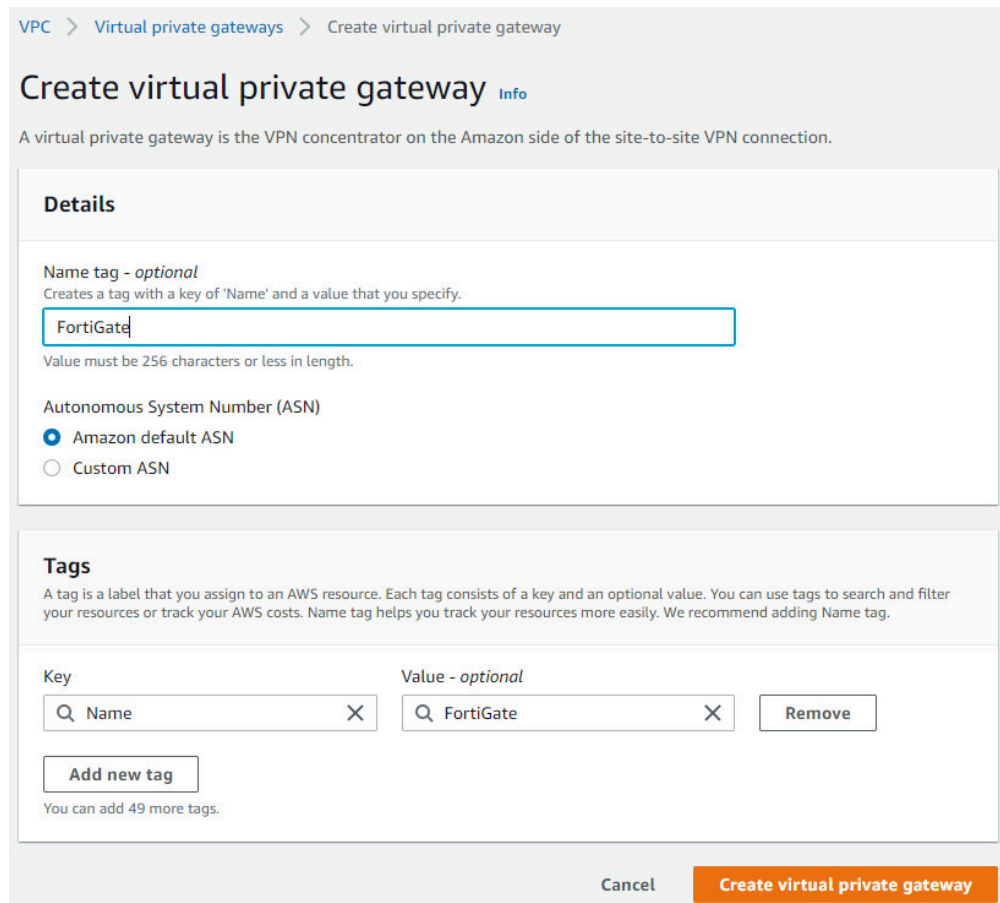 VPC > Virtual private gateways > Create virtual private gateway
Create virtual private gateway Info
A virtual private gateway is the VPN concentrator on the Amazon side of the site-to-site VPN connection.
Details
Name tag - optional
Creates a tag with a key of 'Name' and a value that you specify.
FortiGate
Value must be 256 characters or less in length.
Autonomous System Number (ASN)
Amazon default ASN
Custom ASN
Tags
A tag is a label that you assign to an AWS resource. Each tag consists of a key and an optional value. You can use tags to search and filter
your resources or track your AWS costs. Name tag helps you track your resources more easily. We recommend adding Name tag.
Key Value - optional
Name FortiGate Remove
Add new tag
You can add 49 more tags.
Cancel Create virtual private gateway